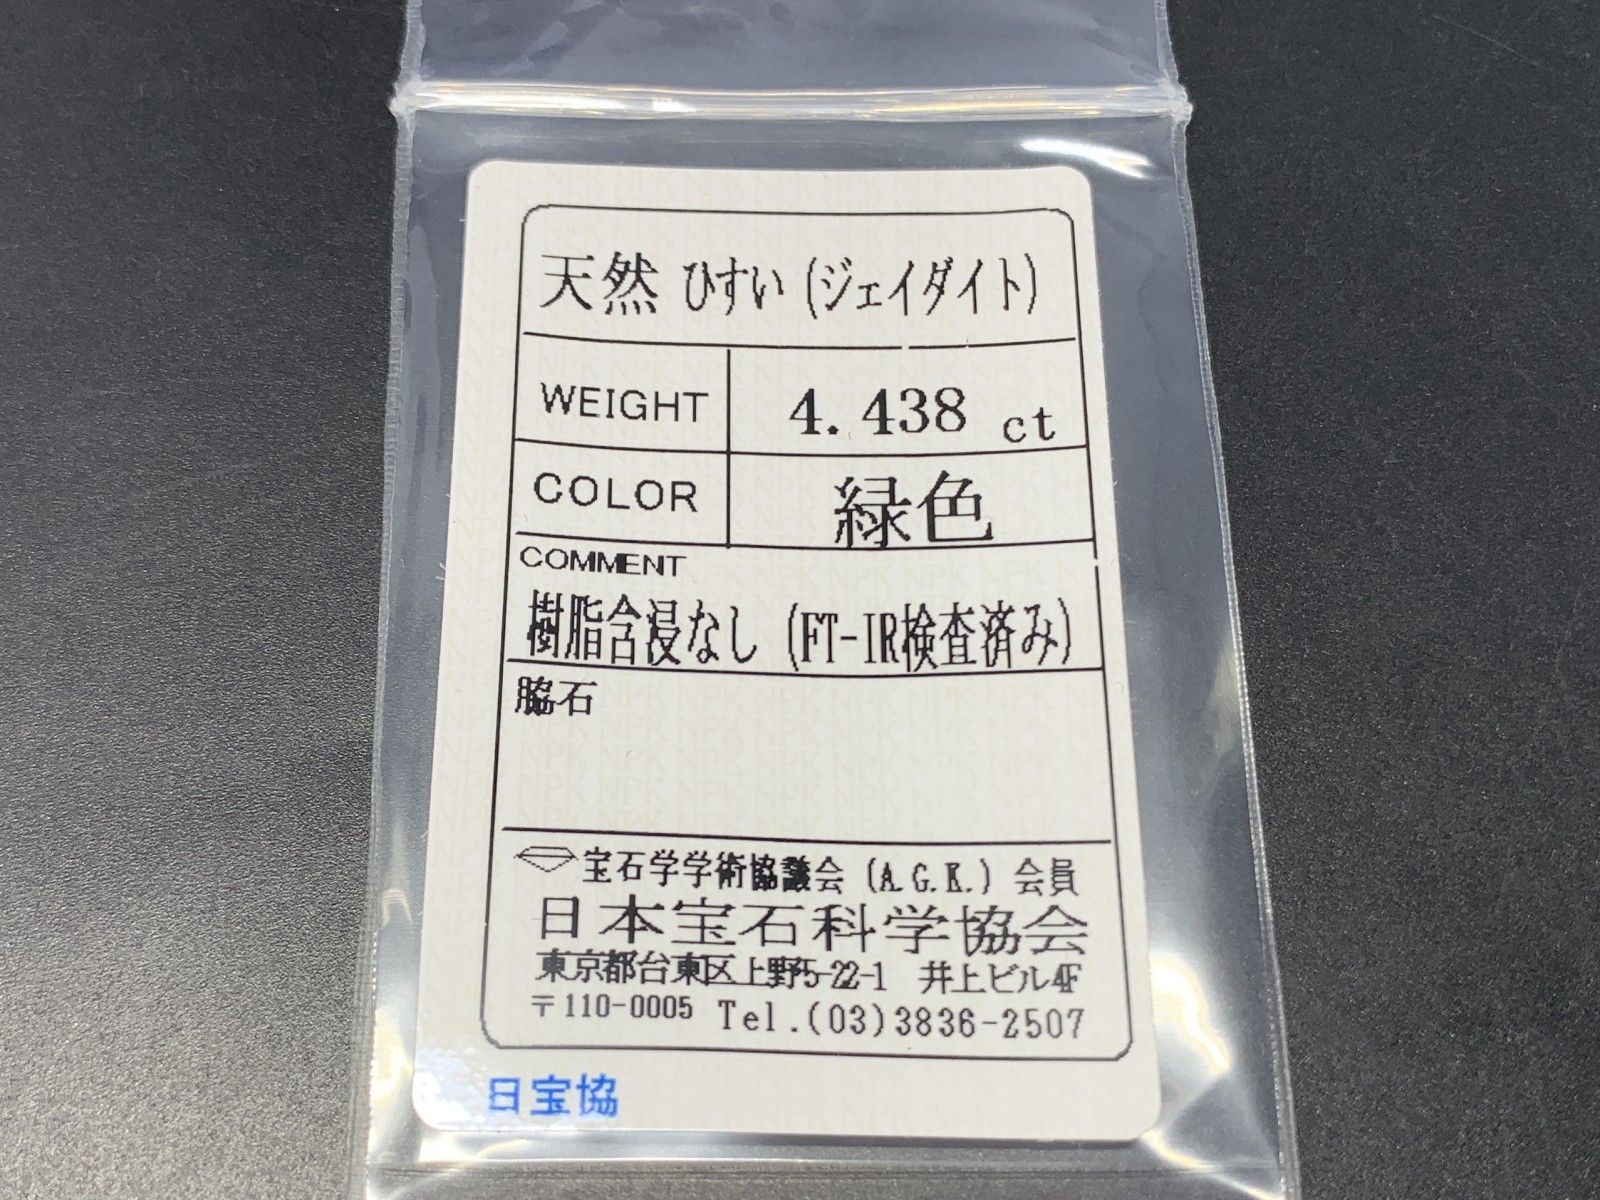 天然 ひすい (ジェイダイト)
WEIGHT 4.438 ct
COLOR 緑色
COMMENT
樹脂含浸なし (FT-IR検査済み)
脇石
宝石学学術協議会 (A.G.K.) 会員
日本宝石科学協会
東京都台東区上野5-22-1 井上ビル4F
〒110-0005 Tel.(03)3836-2507
日宝協